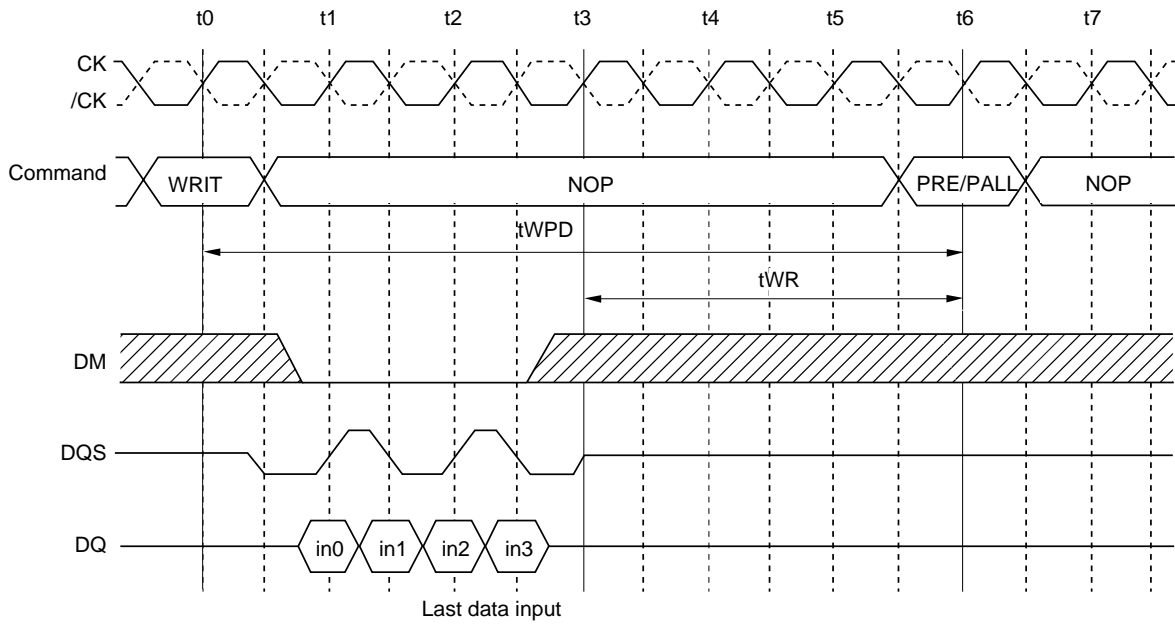 t0 t1 t2 t3 t4 t5 t6 t7
CK
/CK
Command WRIT NOP PRE/PALL NOP
tWPD
tWR
DM
DQS
DQ in0 in1 in2 in3
Last data input